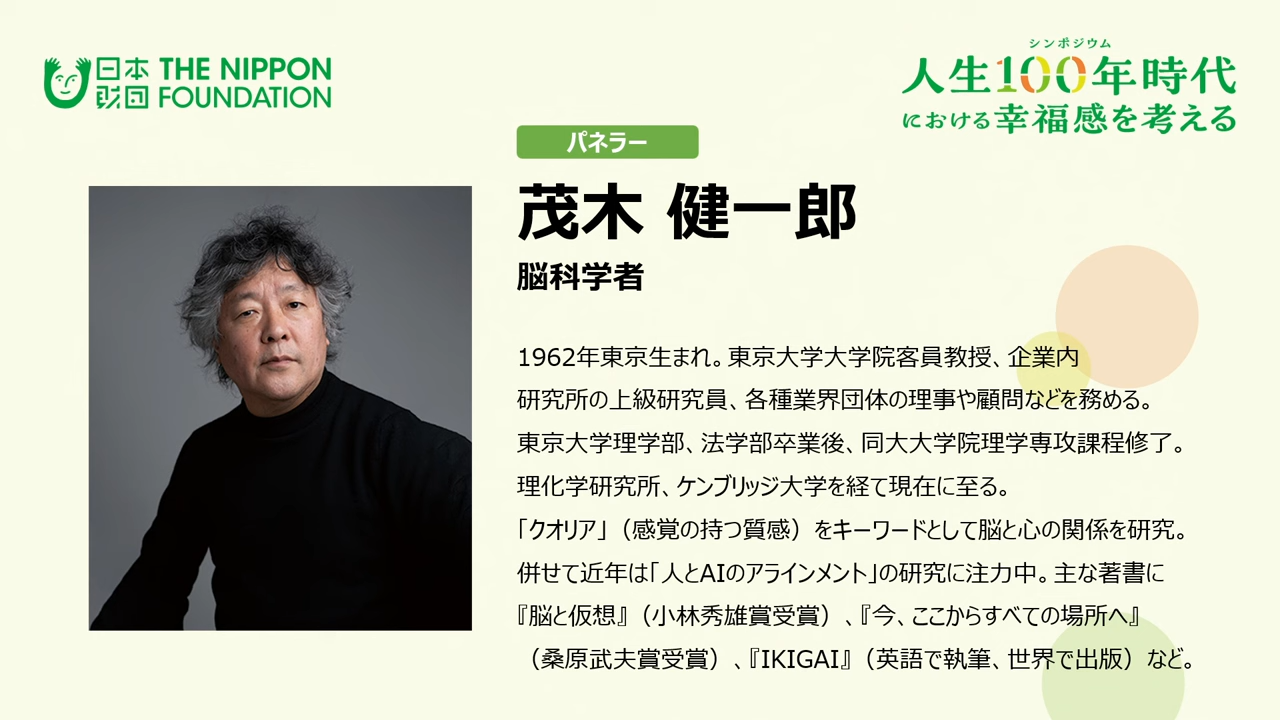 日本
財団
THE NIPPON
FOUNDATION
シンポジウム
人生100年時代
における幸福感を考える
パネラー
茂木 健一郎
脳科学者
1962年東京生まれ。東京大学大学院客員教授、企業内
研究所の上級研究員、各種業界団体の理事や顧問などを務める。
東京大学理学部、法学部卒業後、同大大学院理学専攻課程修了。
理化学研究所、ケンブリッジ大学を経て現在に至る。
「クオリア」（感覚の持つ質感）をキーワードとして脳と心の関係を研究。
併せて近年は「人とAIのアラインメント」の研究に注力中。主な著書に
『脳と仮想』（小林秀雄賞受賞）、『今、ここからすべての場所へ』
（桑原武夫賞受賞）、『IKIGAI』（英語で執筆、世界で出版）など。